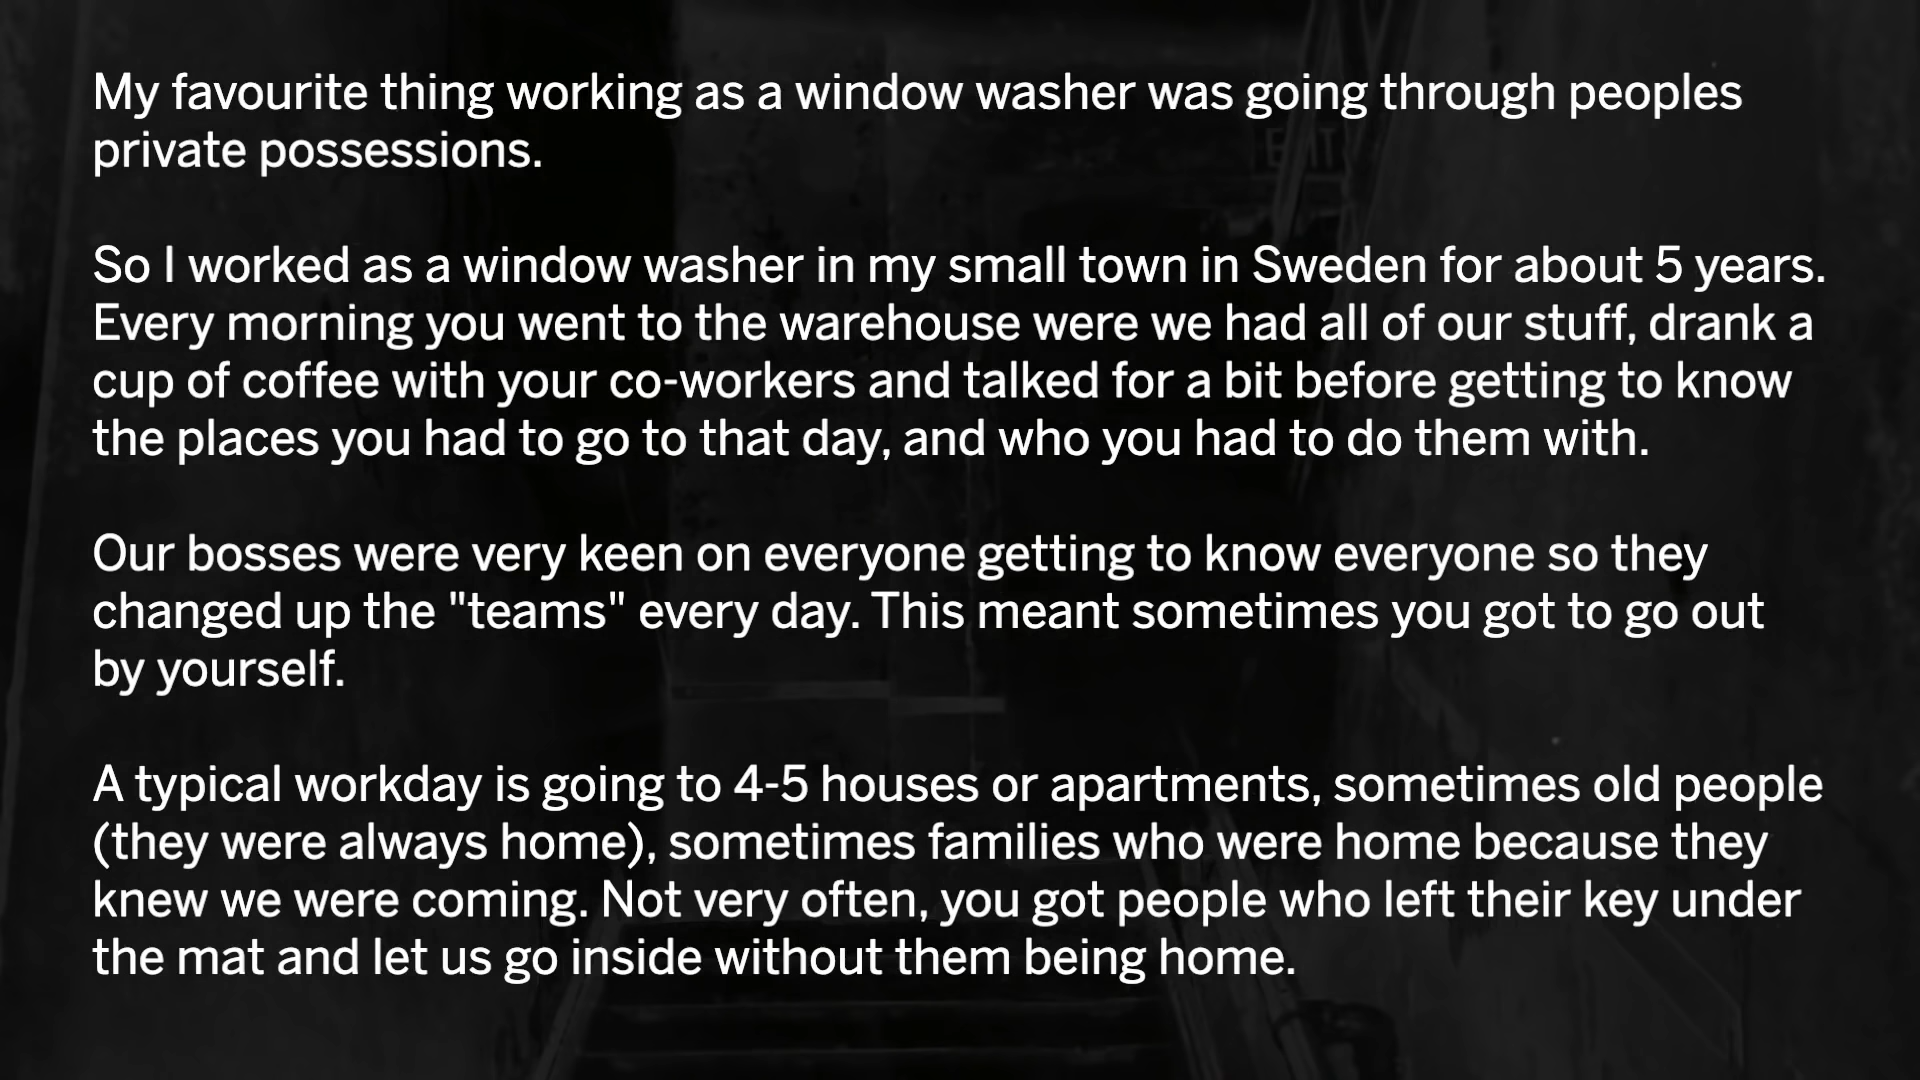 My favourite thing working as a window washer was going through peoples
private possessions.
So I worked as a window washer in my small town in Sweden for about 5 years.
Every morning you went to the warehouse were we had all of our stuff, drank a
cup of coffee with your co-workers and talked for a bit before getting to know
the places you had to go to that day, and who you had to do them with.
Our bosses were very keen on everyone getting to know everyone so they
changed up the "teams" every day. This meant sometimes you got to go out
by yourself.
A typical workday is going to 4-5 houses or apartments, sometimes old people
(they were always home), sometimes families who were home because they
knew we were coming. Not very often, you got people who left their key under
the mat and let us go inside without them being home.